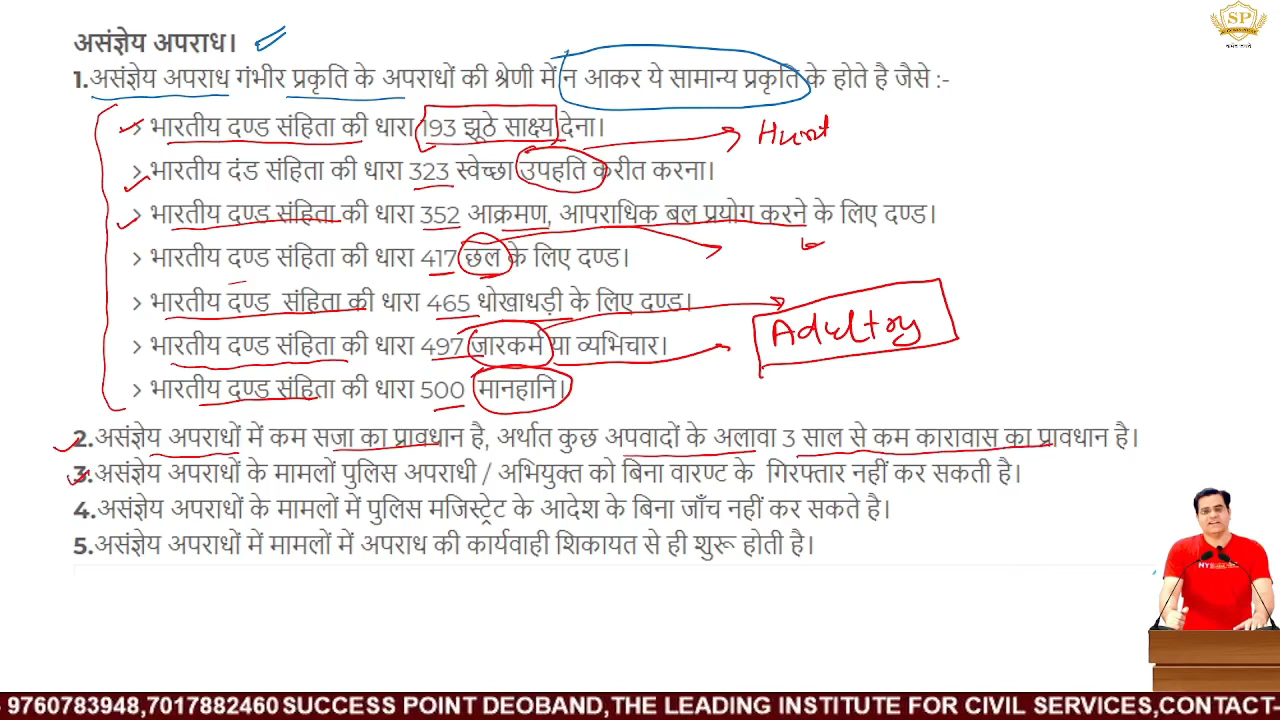 SP
असंज्ञेय अपराध।
1.असंज्ञेय अपराध गंभीर प्रकृति के अपराधों की श्रेणी में न आकर ये सामान्य प्रकृति के होते है जैसे :-
> भारतीय दण्ड संहिता की धारा 193 झूठे साक्ष्य देना।
Hurt
> भारतीय दंड संहिता की धारा 323 स्वेच्छा उपहति करीत करना।
> भारतीय दण्ड संहिता की धारा 352 आक्रमण, आपराधिक बल प्रयोग करने के लिए दण्ड।
> भारतीय दण्ड संहिता की धारा 417 छल के लिए दण्ड।
> भारतीय दण्ड संहिता की धारा 465 धोखाधड़ी के लिए दण्ड।
Adultry
> भारतीय दण्ड संहिता की धारा 497 जारकर्म या व्यभिचार।
> भारतीय दण्ड संहिता की धारा 500 मानहानि।
2.असंज्ञेय अपराधों में कम सजा का प्रावधान है, अर्थात कुछ अपवादों के अलावा 3 साल से कम कारावास का प्रावधान है।
3.असंज्ञेय अपराधों के मामलों पुलिस अपराधी / अभियुक्त को बिना वारण्ट के गिरफ्तार नहीं कर सकती है।
4.असंज्ञेय अपराधों के मामलों में पुलिस मजिस्ट्रेट के आदेश के बिना जाँच नहीं कर सकते है।
5.असंज्ञेय अपराधों में मामलों में अपराध की कार्यवाही शिकायत से ही शुरू होती है।
9760783948,7017882460 SUCCESS POINT DEOBAND,THE LEADING INSTITUTE FOR CIVIL SERVICES,CONTACT-